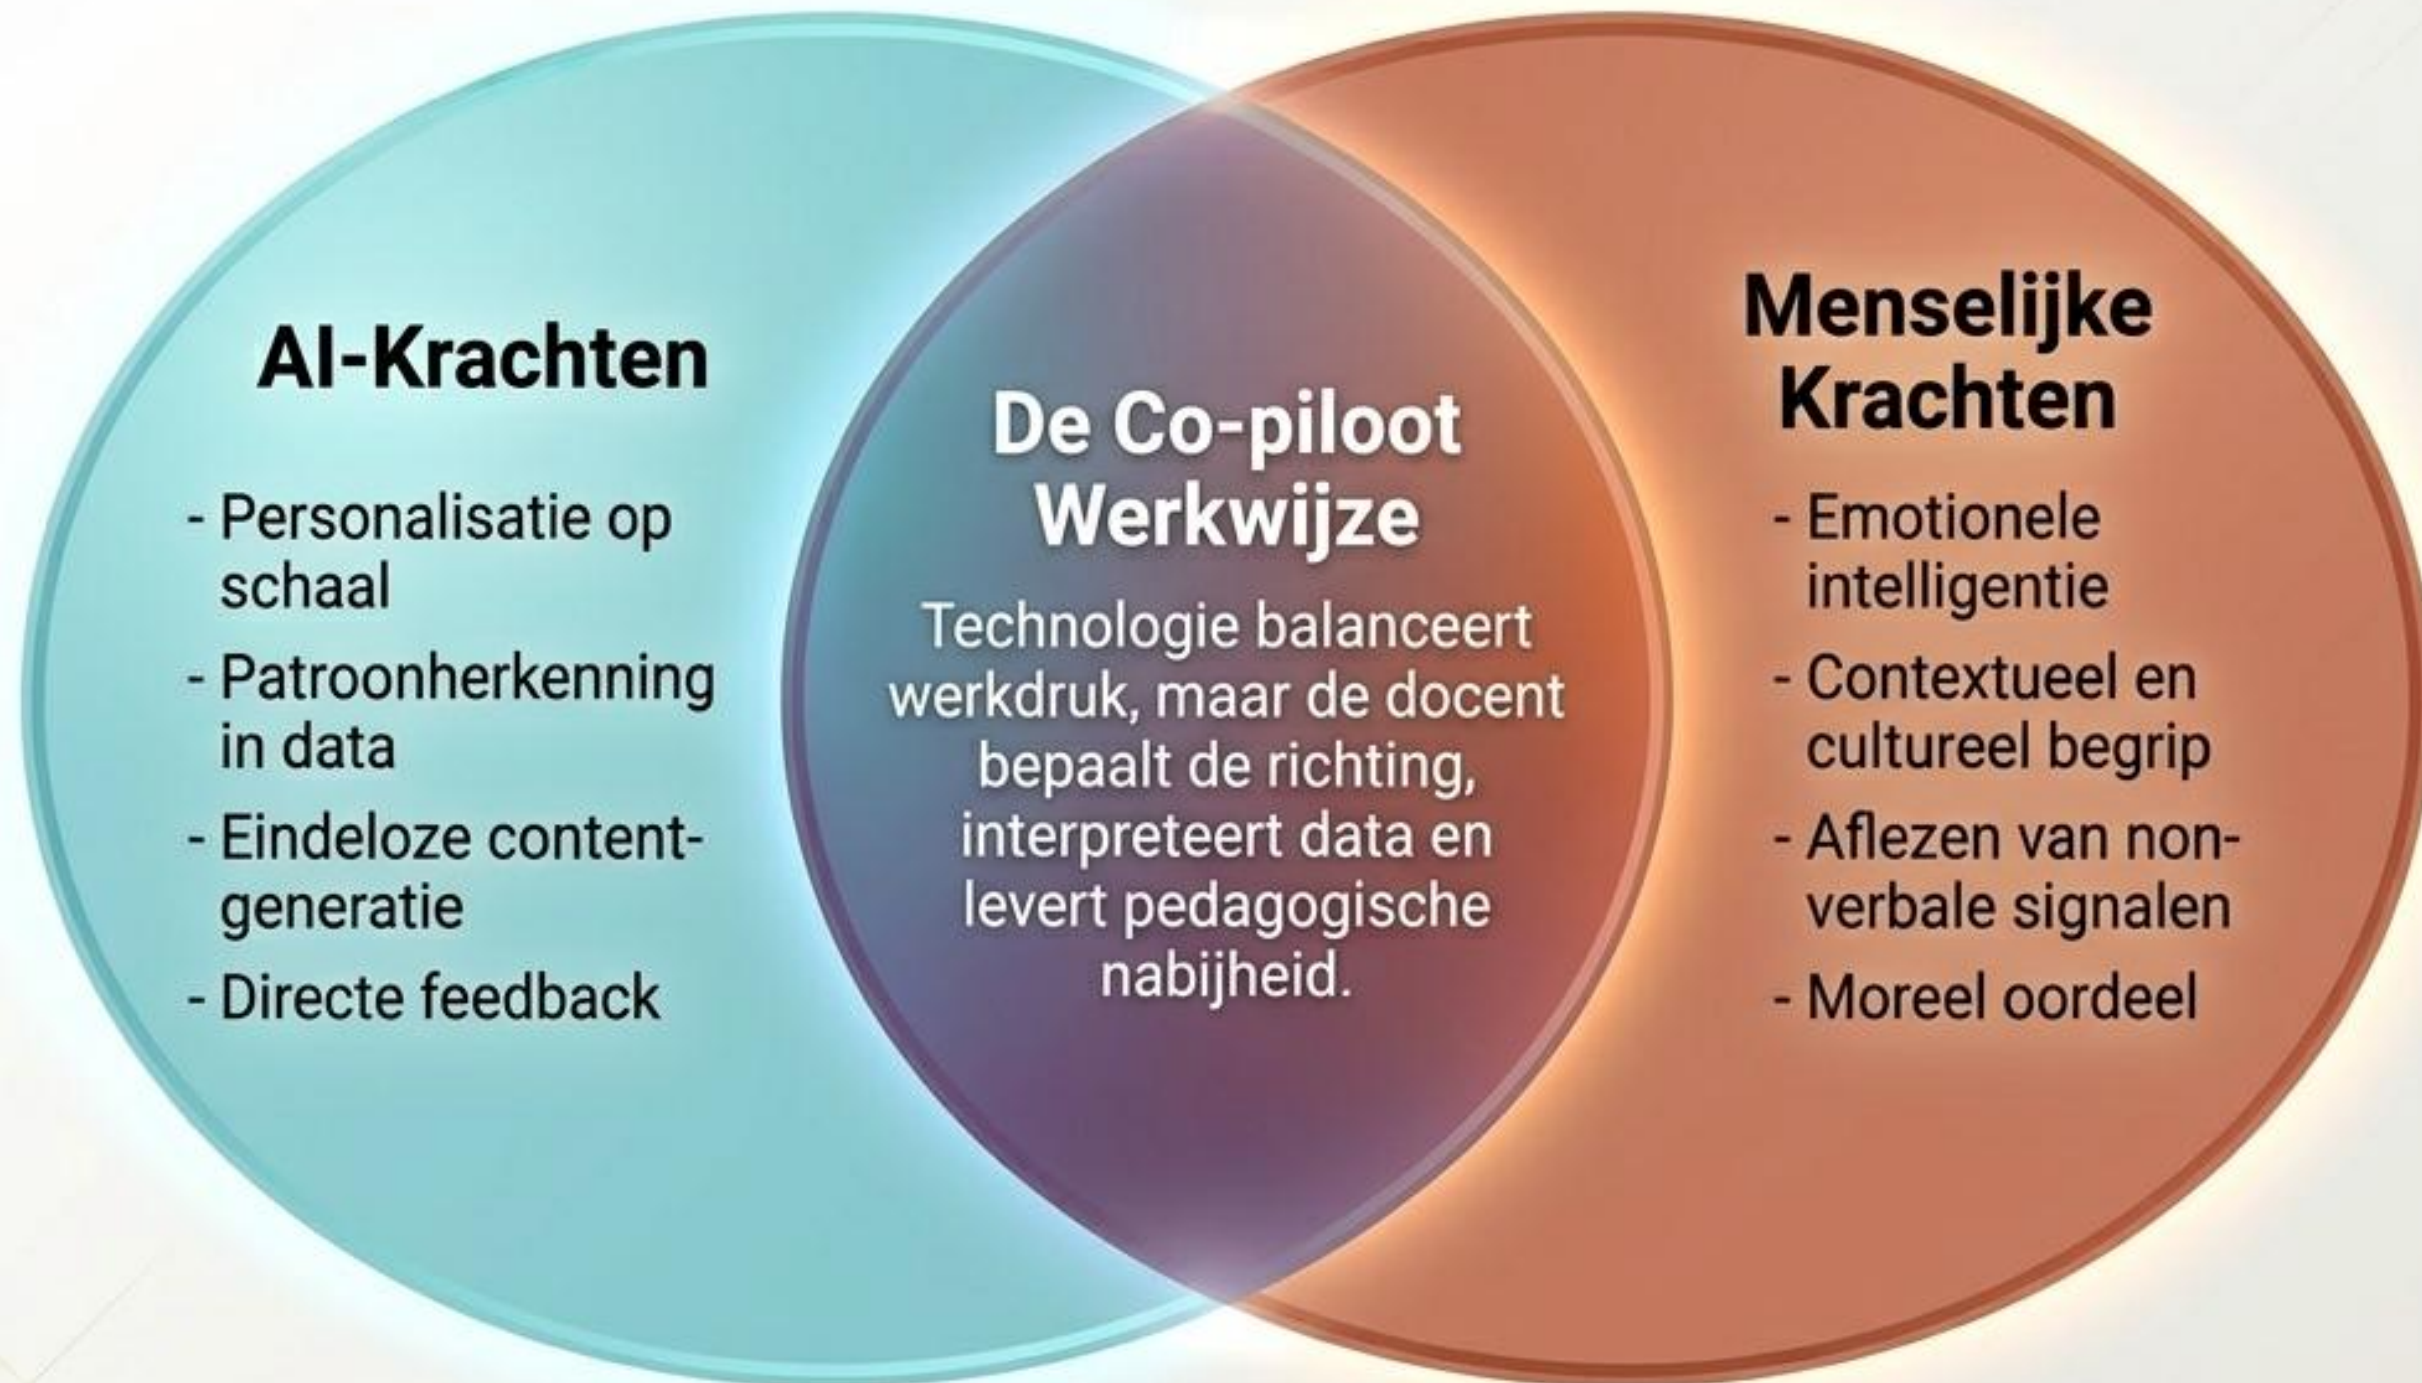 AI-Krachten
- Personalisatie op
schaal
- Patroonherkenning
in data
- Eindeloze content-
generatie
- Directe feedback
De Co-piloot
Werkwijze
Technologie balanceert
werkdruk, maar de docent
bepaalt de richting,
interpreteert data en
levert pedagogische
nabijheid.
Menselijke
Krachten
- Emotionele
intelligentie
- Contextueel en
cultureel begrip
- Aflezen van non-
verbale signalen
- Moreel oordeel